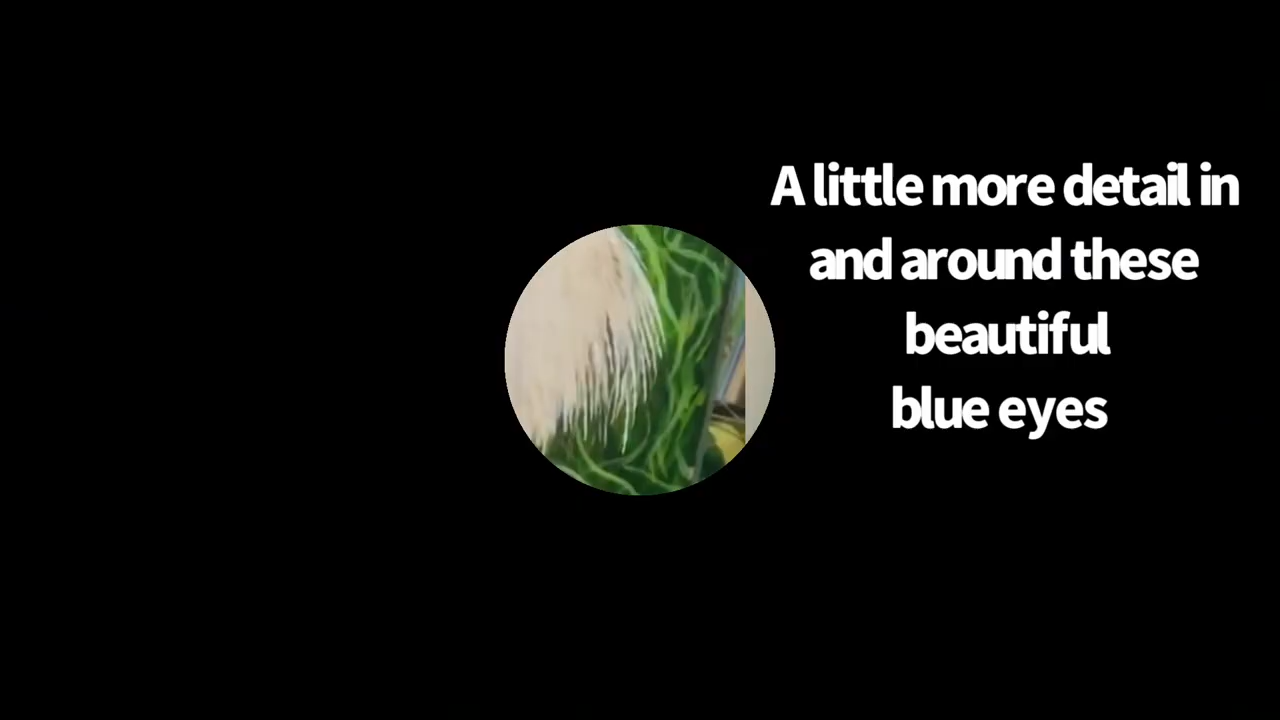 A little more detail in
and around these
beautiful
blue eyes